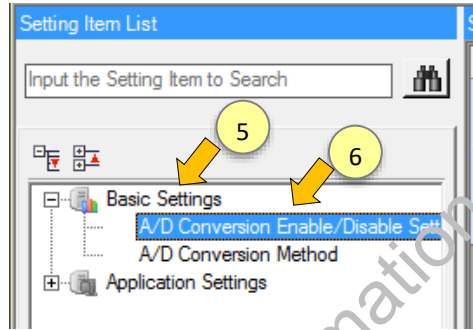 Setting Item List
Input the Setting Item to Search
5
6
Basic Settings
A/D Conversion Enable/Disable Sett
A/D Conversion Method
Application Settings